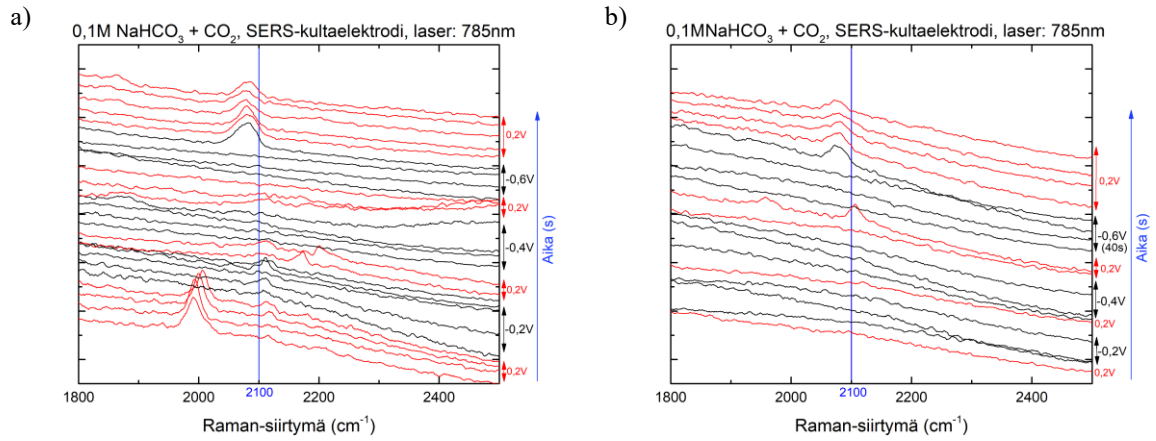 a)
0,1M NaHCO₃ + CO₂, SERS-kultaelektrodi, laser: 785nm
0,2V
-0,6V
0,2V
-0,4V
0,2V
-0,2V
0,2V
Aika (s)
1800 2000 2100 2200 2400
Raman-siirtymä (cm⁻¹)
b)
0,1MNaHCO₃ + CO₂, SERS-kultaelektrodi, laser: 785nm
0,2V
-0,6V
(40s)
0,2V
-0,4V
0,2V
-0,2V
0,2V
Aika (s)
1800 2000 2100 2200 2400
Raman-siirtymä (cm⁻¹)